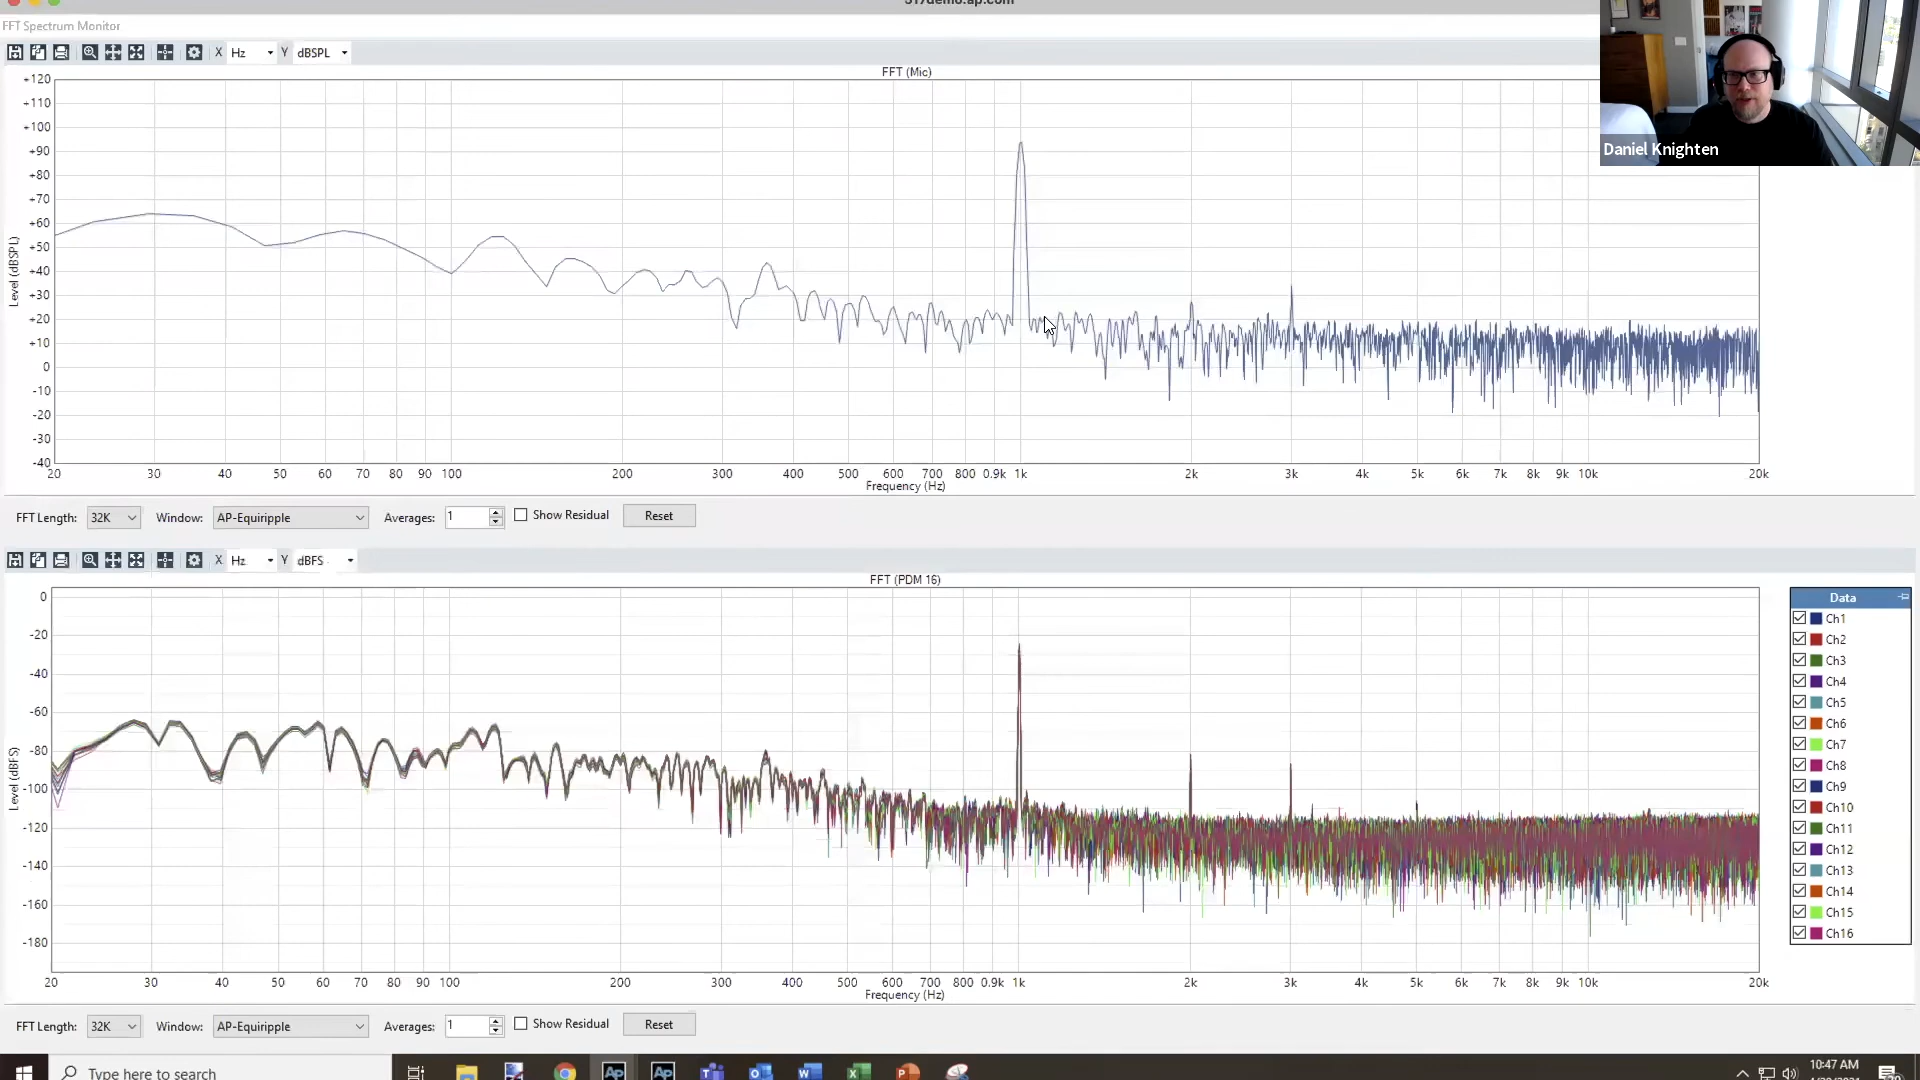 517demo.ap.com
FFT Spectrum Monitor
X Hz Y dBSPL
FFT (Mic)
+120
+110
+100
+90
+80
+70
+60
+50
+40
+30
+20
+10
0
-10
-20
-30
-40
Level (dBSPL)
20 30 40 50 60 70 80 90 100 200 300 400 500 600 700 800 0.9k 1k 2k 3k 4k 5k 6k 7k 8k 9k 10k 20k
Frequency (Hz)
Daniel Knighten
FFT Length: 32K Window: AP-Equiripple Averages: 1 Show Residual Reset
X Hz Y dBFS
FFT (PDM 16)
0
-20
-40
-60
-80
-100
-120
-140
-160
-180
Level (dBFS)
20 30 40 50 60 70 80 90 100 200 300 400 500 600 700 800 0.9k 1k 2k 3k 4k 5k 6k 7k 8k 9k 10k 20k
Frequency (Hz)
Data
Ch1
Ch2
Ch3
Ch4
Ch5
Ch6
Ch7
Ch8
Ch9
Ch10
Ch11
Ch12
Ch13
Ch14
Ch15
Ch16
FFT Length: 32K Window: AP-Equiripple Averages: 1 Show Residual Reset
Type here to search
Ap
Ap
10:47 AM